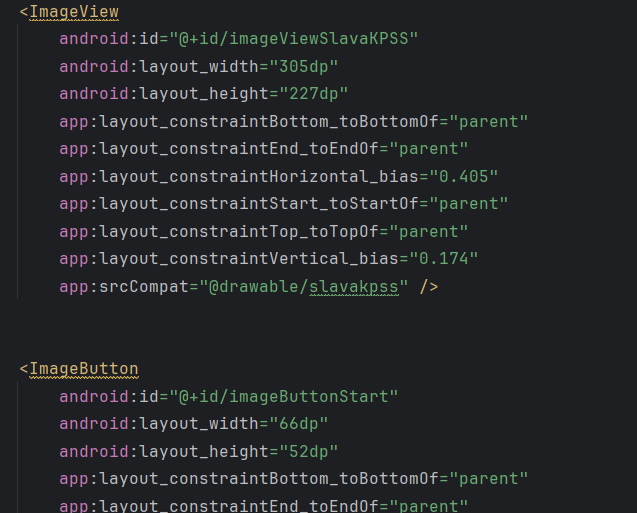 <ImageView
android:id="@+id/imageViewSlavaKPSS"
android:layout_width="305dp"
android:layout_height="227dp"
app:layout_constraintBottom_toBottomOf="parent"
app:layout_constraintEnd_toEndOf="parent"
app:layout_constraintHorizontal_bias="0.405"
app:layout_constraintStart_toStartOf="parent"
app:layout_constraintTop_toTopOf="parent"
app:layout_constraintVertical_bias="0.174"
app:srcCompat="@drawable/slavakpss" />
<ImageButton
android:id="@+id/imageButtonStart"
android:layout_width="66dp"
android:layout_height="52dp"
app:layout_constraintBottom_toBottomOf="parent"
app:layout_constraintEnd_toEndOf="parent"